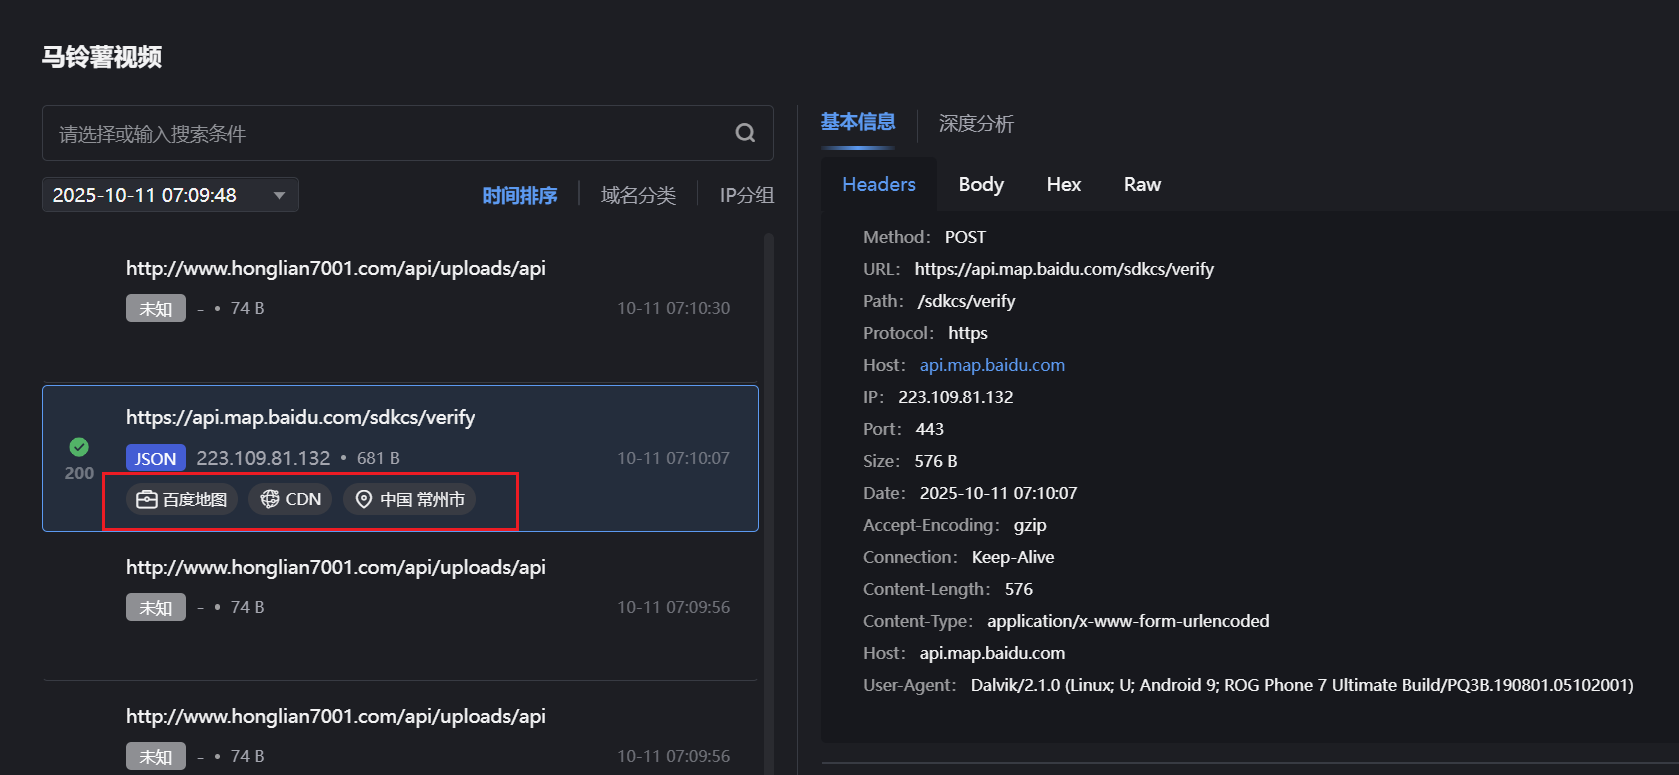 马铃薯视频
请选择或输入搜索条件
2025-10-11 07:09:48
时间排序 域名分类 IP分组
http://www.honglian7001.com/api/uploads/api
未知 - • 74 B 10-11 07:10:30
https://api.map.baidu.com/sdkcs/verify
200
JSON 223.109.81.132 • 681 B 10-11 07:10:07
百度地图 CDN 中国 常州市
http://www.honglian7001.com/api/uploads/api
未知 - • 74 B 10-11 07:09:56
http://www.honglian7001.com/api/uploads/api
未知 - • 74 B 10-11 07:09:56
基本信息 深度分析
Headers Body Hex Raw
Method: POST
URL: https://api.map.baidu.com/sdkcs/verify
Path: /sdkcs/verify
Protocol: https
Host: api.map.baidu.com
IP: 223.109.81.132
Port: 443
Size: 576 B
Date: 2025-10-11 07:10:07
Accept-Encoding: gzip
Connection: Keep-Alive
Content-Length: 576
Content-Type: application/x-www-form-urlencoded
Host: api.map.baidu.com
User-Agent: Dalvik/2.1.0 (Linux; U; Android 9; ROG Phone 7 Ultimate Build/PQ3B.190801.05102001)